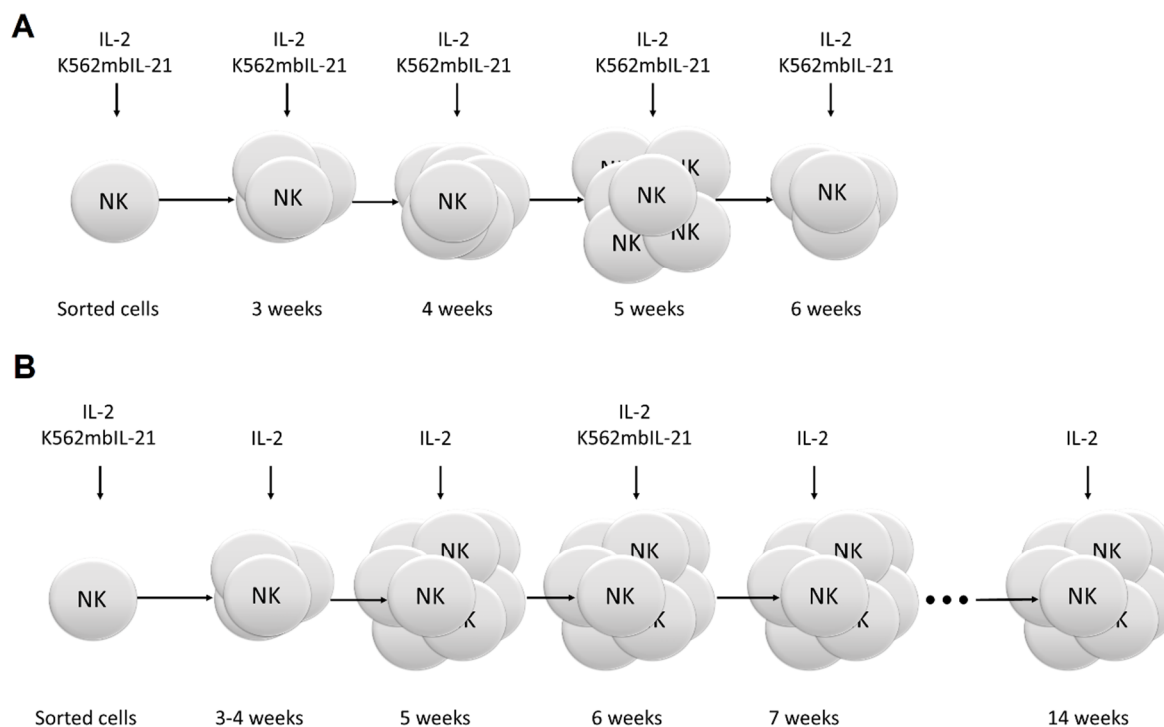 A
IL-2
K562mbIL-21
IL-2
K562mbIL-21
IL-2
K562mbIL-21
IL-2
K562mbIL-21
IL-2
K562mbIL-21
NK
NK
NK
NK
NK
NK
NK
NK
NK
Sorted cells
3 weeks
4 weeks
5 weeks
6 weeks
B
IL-2
K562mbIL-21
IL-2
IL-2
IL-2
K562mbIL-21
IL-2
IL-2
NK
NK
NK
NK
K
NK
NK
K
NK
NK
K
NK
NK
K
Sorted cells
3-4 weeks
5 weeks
6 weeks
7 weeks
14 weeks